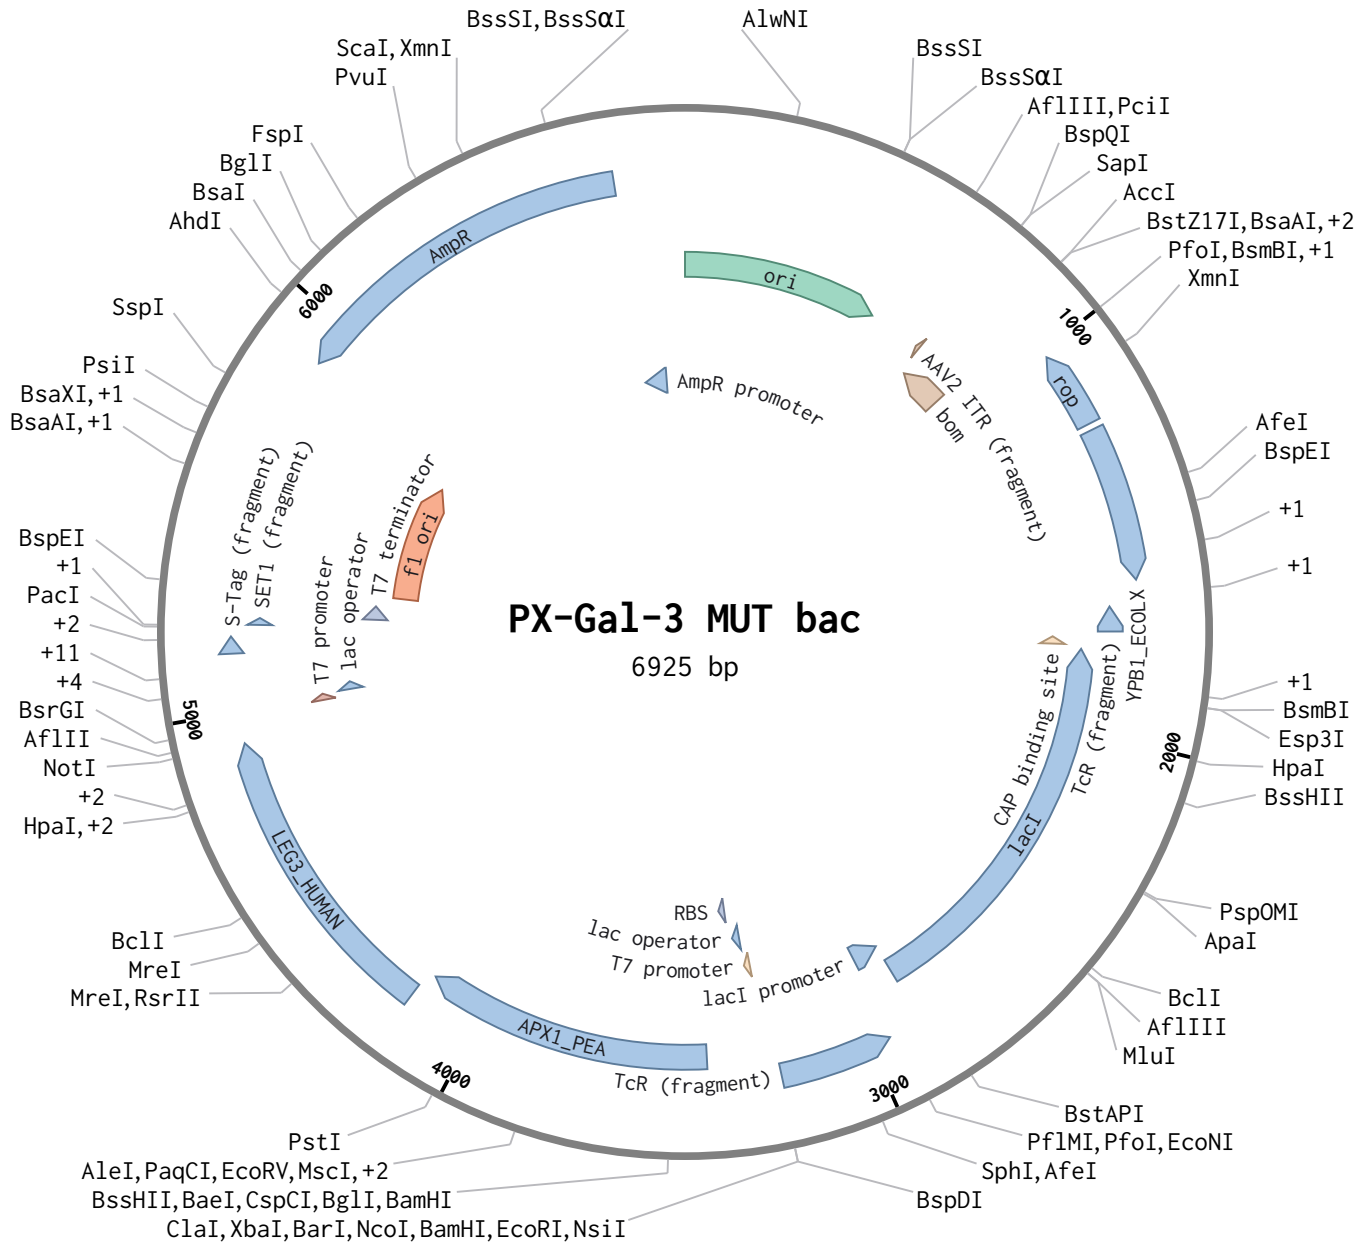 BssSI,BssSαI
AlwNI
ScaI,XmnI
BssSI
PvuI
BssSαI
AflIII,PciI
FspI
BspQI
BglI
SapI
BsaI
AccI
AhdI
BstZ17I,BsaAI,+2
PfoI,BsmBI,+1
XmnI
AmpR
ori
6000
1000
SspI
PsiI
BsaXI,+1
BsaAI,+1
AmpR promoter
AAV2 ITR (fragment)
bom
rop
AfeI
BspEI
+1
+1
S-Tag (fragment)
SET1 (fragment)
T7 terminator
f1 ori
T7 promoter
lac operator
BspEI
+1
PacI
+2
+11
+4
BsrGI
AflII
NotI
+2
HpaI,+2
5000
PX-Gal-3 MUT bac
6925 bp
YPB1_ECOLX
TcR (fragment)
CAP binding site
lacI
+1
BsmBI
Esp3I
2000
HpaI
BssHII
LEG3_HUMAN
RBS
lac operator
T7 promoter
lacI promoter
PspOMI
ApaI
BclI
MreI
MreI,RsrII
BclI
AflIII
MluI
APX1_PEA
TcR (fragment)
4000
3000
BstAPI
PstI
PflMI,PfoI,EcoNI
AleI,PaqCI,EcoRV,MscI,+2
SphI,AfeI
BssHII,BaeI,CspCI,BglI,BamHI
BspDI
ClaI,XbaI,BarI,NcoI,BamHI,EcoRI,NsiI